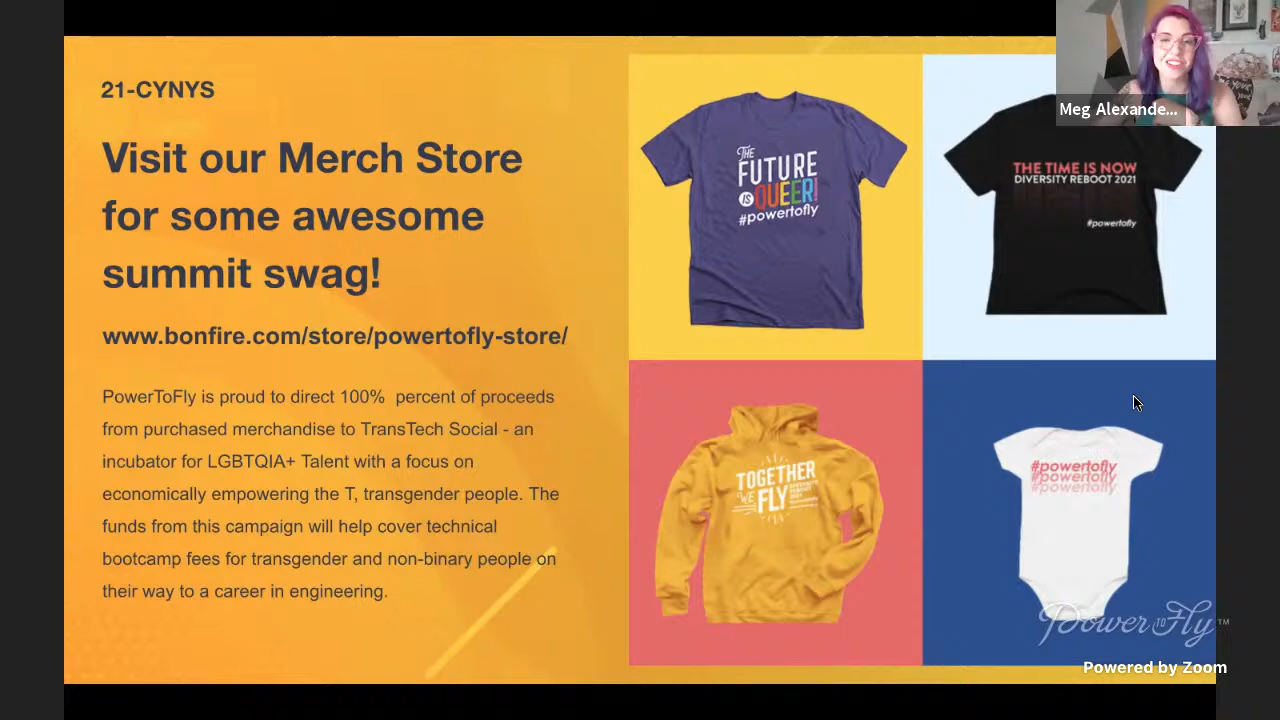 21-CYNYS
Visit our Merch Store
for some awesome
summit swag!
www.bonfire.com/store/powertofly-store/
PowerToFly is proud to direct 100%  percent of proceeds
from purchased merchandise to TransTech Social - an
incubator for LGBTQIA+ Talent with a focus on
economically empowering the T, transgender people. The
funds from this campaign will help cover technical
bootcamp fees for transgender and non-binary people on
their way to a career in engineering.
THE
FUTURE
IS QUEER!
#powertofly
Meg Alexande...
THE TIME IS NOW
DIVERSITY REBOOT 2021
#powertofly
TOGETHER
WE FLY
DIVERSITY
REBOOT
2021
#powertofly
#powertofly
#powertofly
Power TO Fly™
Powered by Zoom